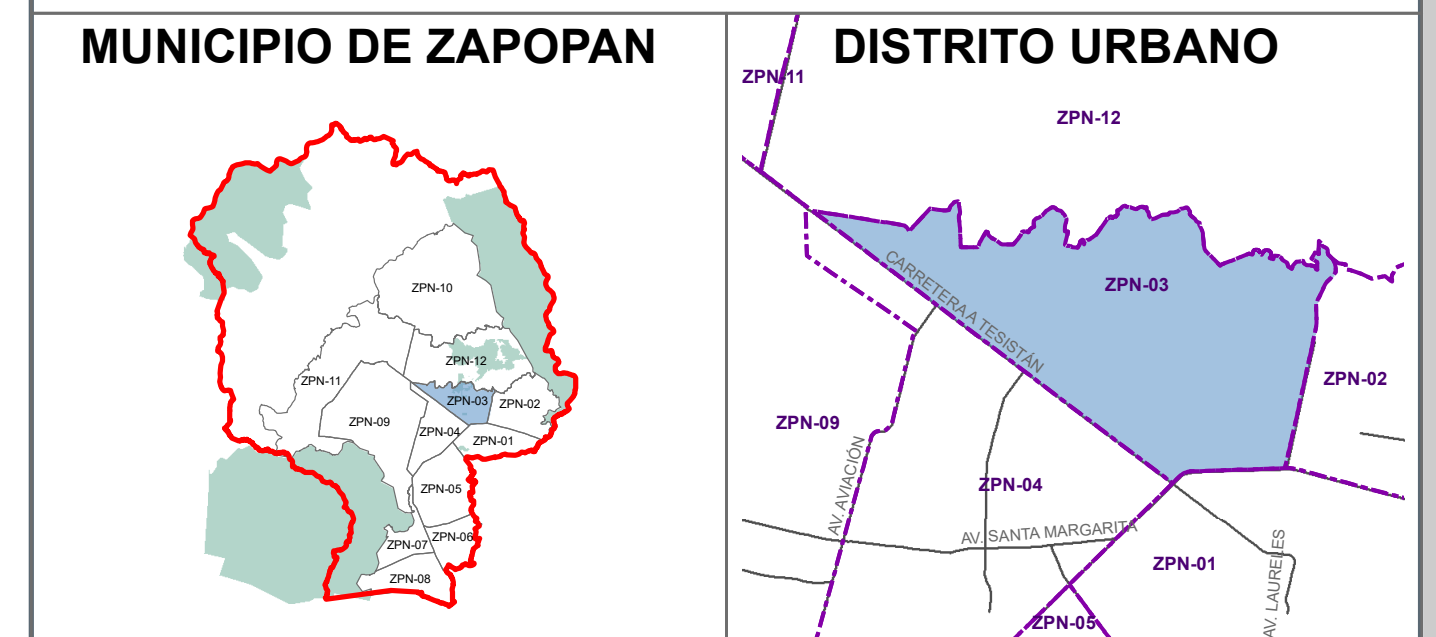 MUNICIPIO DE ZAPOPAN
ZPN-10
ZPN-12
ZPN-11
ZPN-03
ZPN-02
ZPN-09
ZPN-04
ZPN-01
ZPN-05
ZPN-06
ZPN-07
ZPN-08
DISTRITO URBANO
ZPN-11
ZPN-12
CARRETERA A TESISTÁN
ZPN-03
ZPN-02
ZPN-09
AV. AVIACIÓN
ZPN-04
AV. SANTA MARGARITA
ZPN-01
AV. LAURELES
ZPN-05